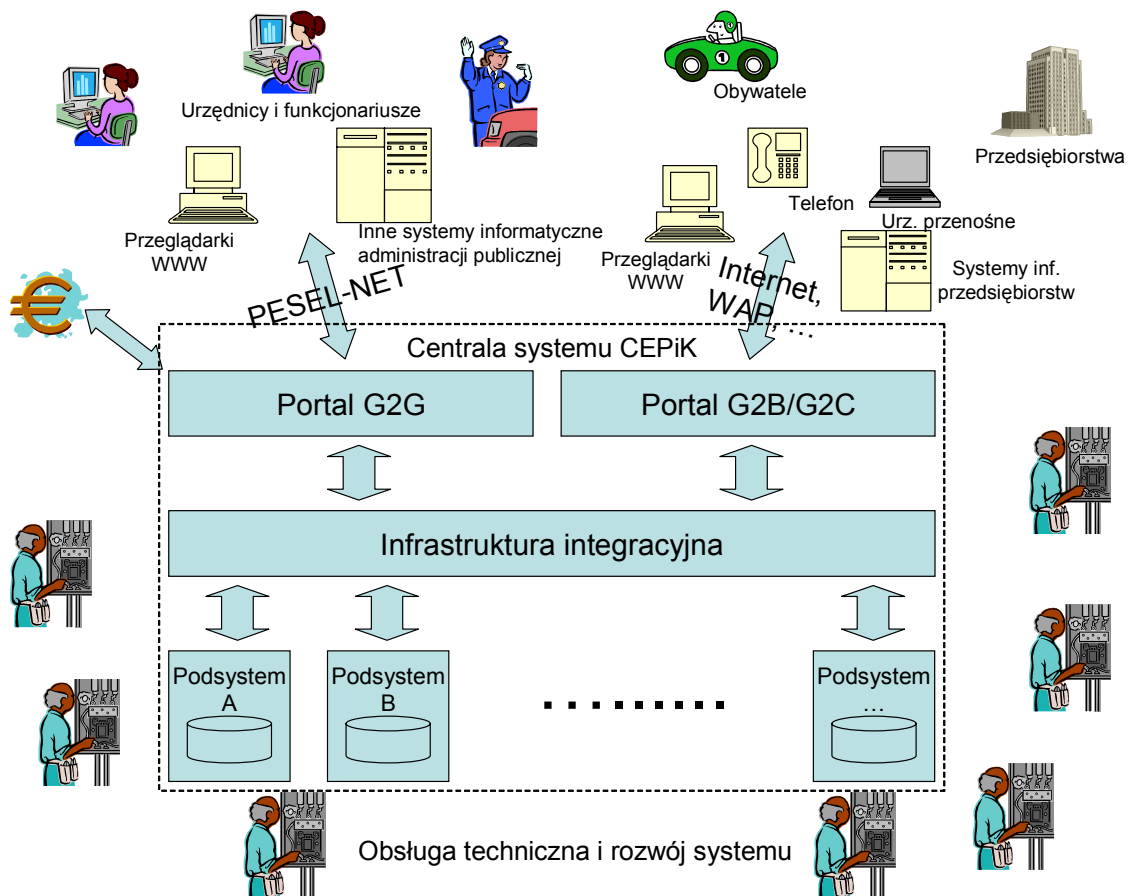 Urzędnicy i funkcjonariusze
Obywatele
Przedsiębiorstwa
Telefon
Urz. przenośne
Przeglądarki
WWW
Inne systemy informatyczne
administracji publicznej
Przeglądarki
WWW
Systemy inf.
przedsiębiorstw
PESEL-NET
Internet,
WAP, ...
Centrala systemu CEPiK
Portal G2G
Portal G2B/G2C
Infrastruktura integracyjna
Podsystem
A
Podsystem
B
Podsystem
...
Obsługa techniczna i rozwój systemu
1
€